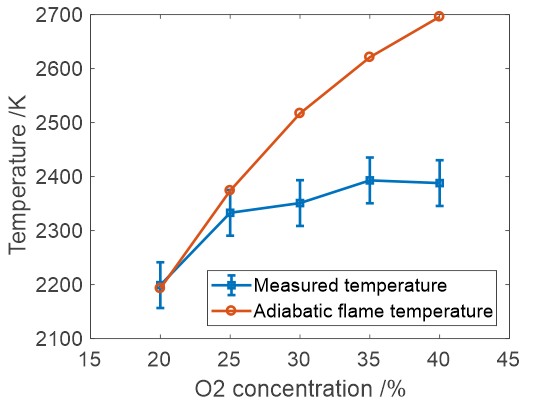 2700
2600
2500
2400
2300
2200
2100
15 20 25 30 35 40 45
Temperature /K
O2 concentration /%
Measured temperature
Adiabatic flame temperature